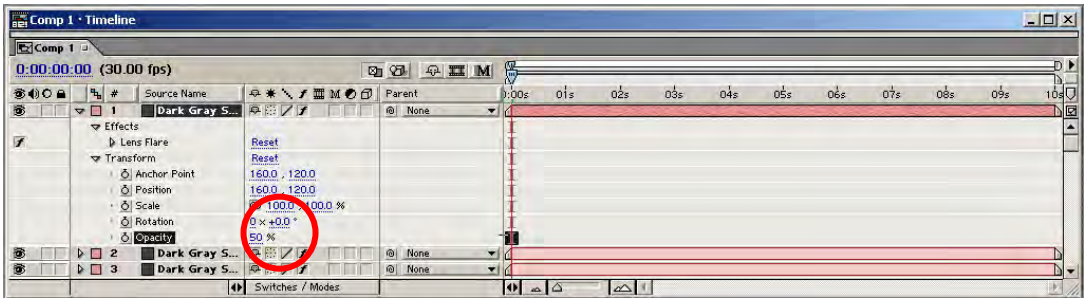 Comp 1 · Timeline
Comp 1
0:00:00:00 (30.00 fps)
M
# Source Name M Parent 0:00s 01s 02s 03s 04s 05s 06s 07s 08s 09s 10s
1 Dark Gray S... None
Effects
Lens Flare Reset
Transform Reset
Anchor Point 160.0 , 120.0
Position 160.0 , 120.0
Scale 100.0 , 100.0 %
Rotation 0 x +0.0 °
Opacity 50 %
2 Dark Gray S... None
3 Dark Gray S... None
Switches / Modes